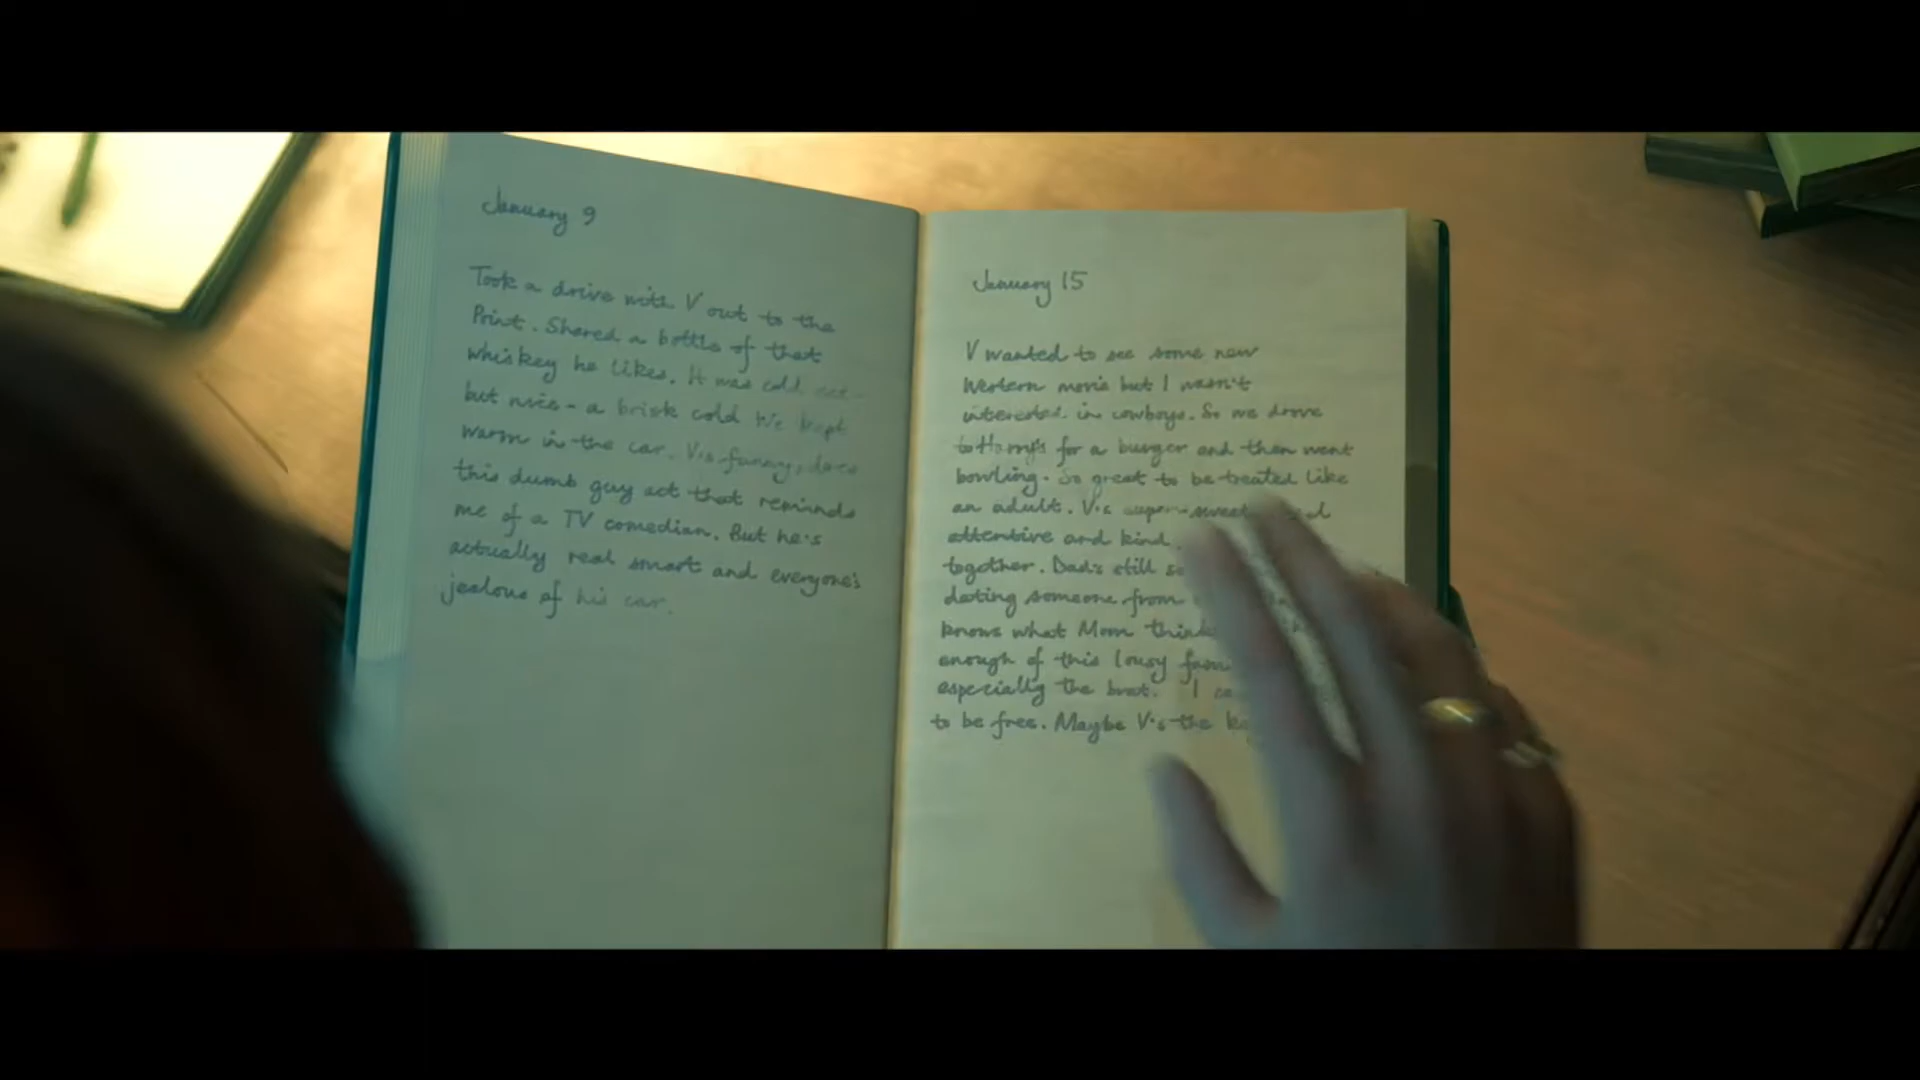 January 9
Took a drive with V out to the
Point. Shared a bottle of that
whiskey he likes. It was cold
but nice - a brisk cold. We kept
warm in the car. V's funny, does
this dumb guy act that reminds
me of a TV comedian. But he's
actually real smart and everyone's
jealous of his car.
January 15
V wanted to see some new
Western movie but I wasn't
interested in cowboys. So we drove
to Harry's for a burger and then went
bowling. So great to be treated like
an adult. V's super-sweet
attentive and kind.
together. Dad's still
dating someone from
knows what Mom
enough of this lousy
especially the brat. I
to be free. Maybe V's the